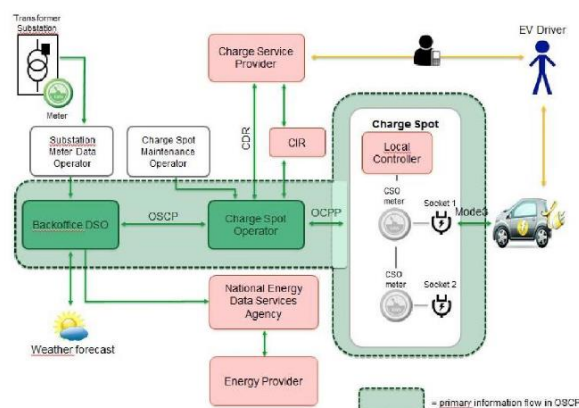 Transformer
Substation
Meter
Charge Service
Provider
EV Driver
Substation
Meter Data
Operator
Charge Spot
Maintenance
Operator
CDR
CIR
Charge Spot
Local
Controller
CSO
meter
Socket 1
Mode3
Backoffice DSO
OSCP
Charge Spot
Operator
OCPP
CSO
meter
Socket 2
National Energy
Data Services
Agency
Weather forecast
Energy Provider
= primary information flow in OSCP